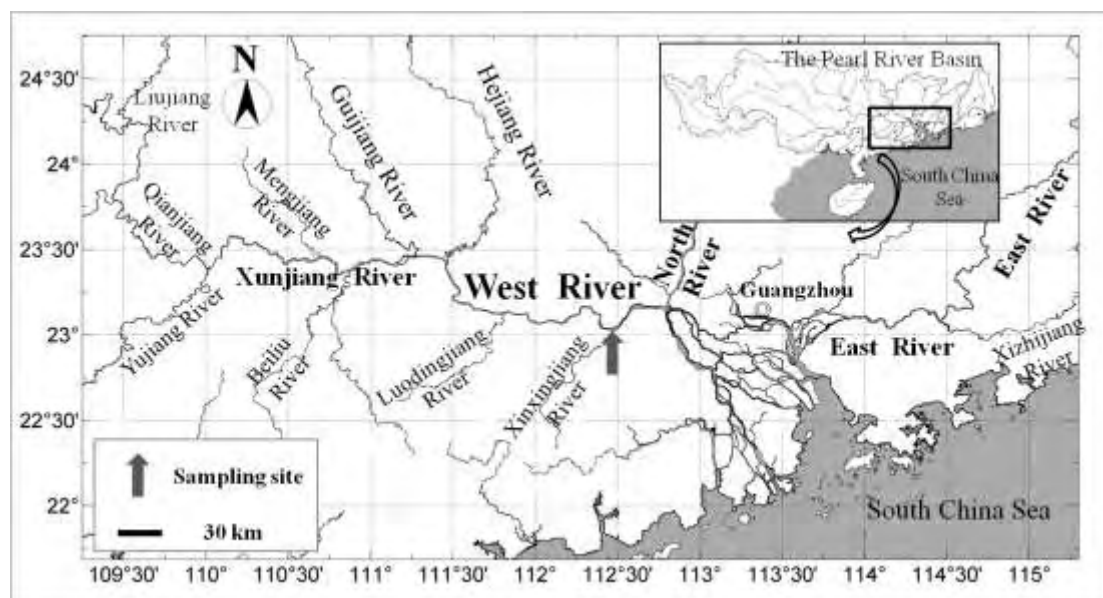 24°30'
24°
23°30'
23°
22°30'
22°
109°30'
110°
110°30'
111°
111°30'
112°
112°30'
113°
113°30'
114°
114°30'
115°
N
Liujiang
River
Qianjiang
River
Mengjiang
River
Guijiang River
Hejiang River
Xunjiang River
Yujiang River
Beiliu
River
West River
Luodingjiang
River
Xinxingjiang
River
North
River
Guangzhou
East River
East River
Xizhijiang
River
South China Sea
The Pearl River Basin
South China
Sea
Sampling site
30 km